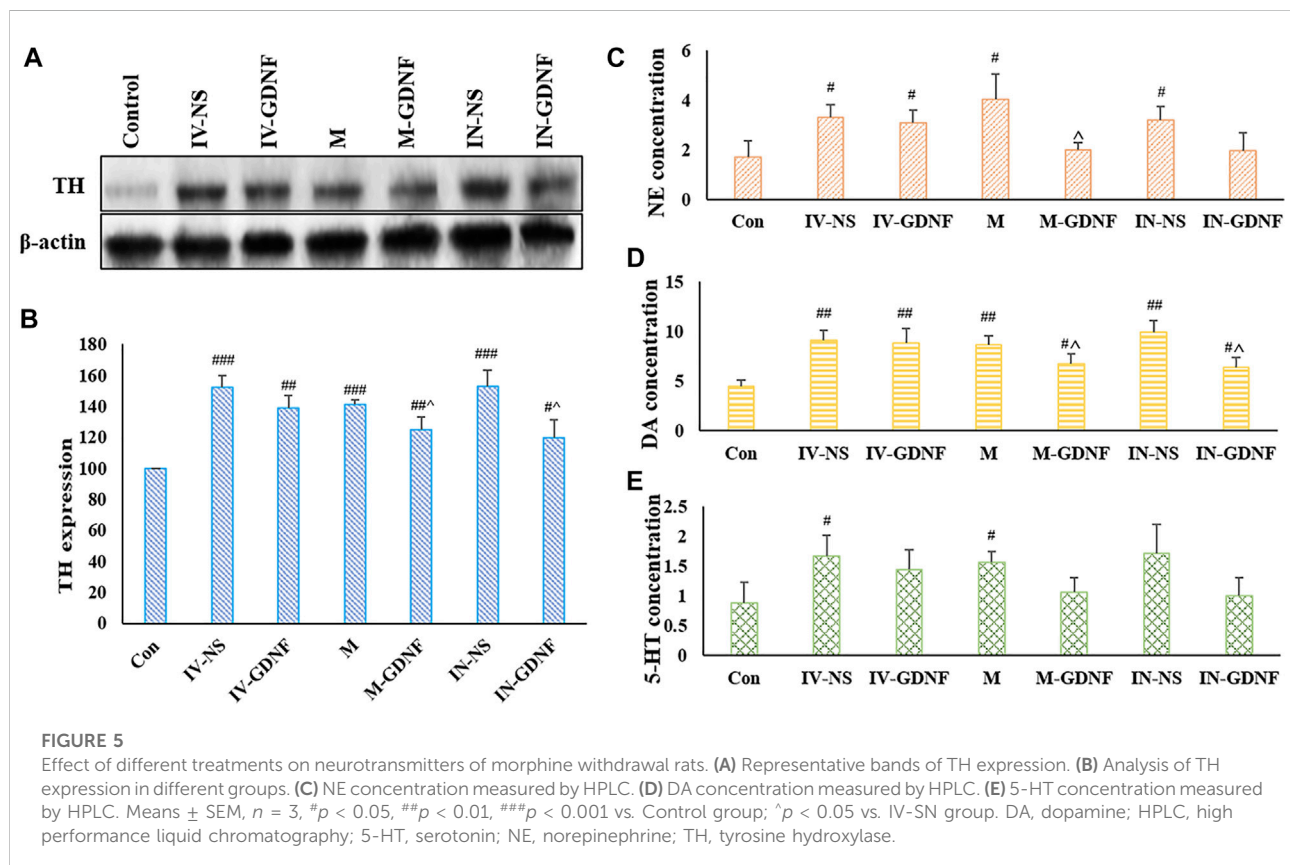 A
Control
IV-NS
IV-GDNF
M
M-GDNF
IN-NS
IN-GDNF
TH
β-actin
B
TH expression
180
160
140
120
100
80
60
40
20
0
###
##
###
##^
###
#^
Con
IV-NS
IV-GDNF
M
M-GDNF
IN-NS
IN-GDNF
C
NE concentration
6
4
2
0
#
#
#
^
#
Con
IV-NS
IV-GDNF
M
M-GDNF
IN-NS
IN-GDNF
D
DA concentration
15
10
5
0
##
##
##
#^
##
#^
Con
IV-NS
IV-GDNF
M
M-GDNF
IN-NS
IN-GDNF
E
5-HT concentration
2.5
2
1.5
1
0.5
0
#
#
Con
IV-NS
IV-GDNF
M
M-GDNF
IN-NS
IN-GDNF
FIGURE 5
Effect of different treatments on neurotransmitters of morphine withdrawal rats. (A) Representative bands of TH expression. (B) Analysis of TH
expression in different groups. (C) NE concentration measured by HPLC. (D) DA concentration measured by HPLC. (E) 5-HT concentration measured
by HPLC. Means ± SEM, n = 3, #p < 0.05, ##p < 0.01, ###p < 0.001 vs. Control group; ^p < 0.05 vs. IV-SN group. DA, dopamine; HPLC, high
performance liquid chromatography; 5-HT, serotonin; NE, norepinephrine; TH, tyrosine hydroxylase.